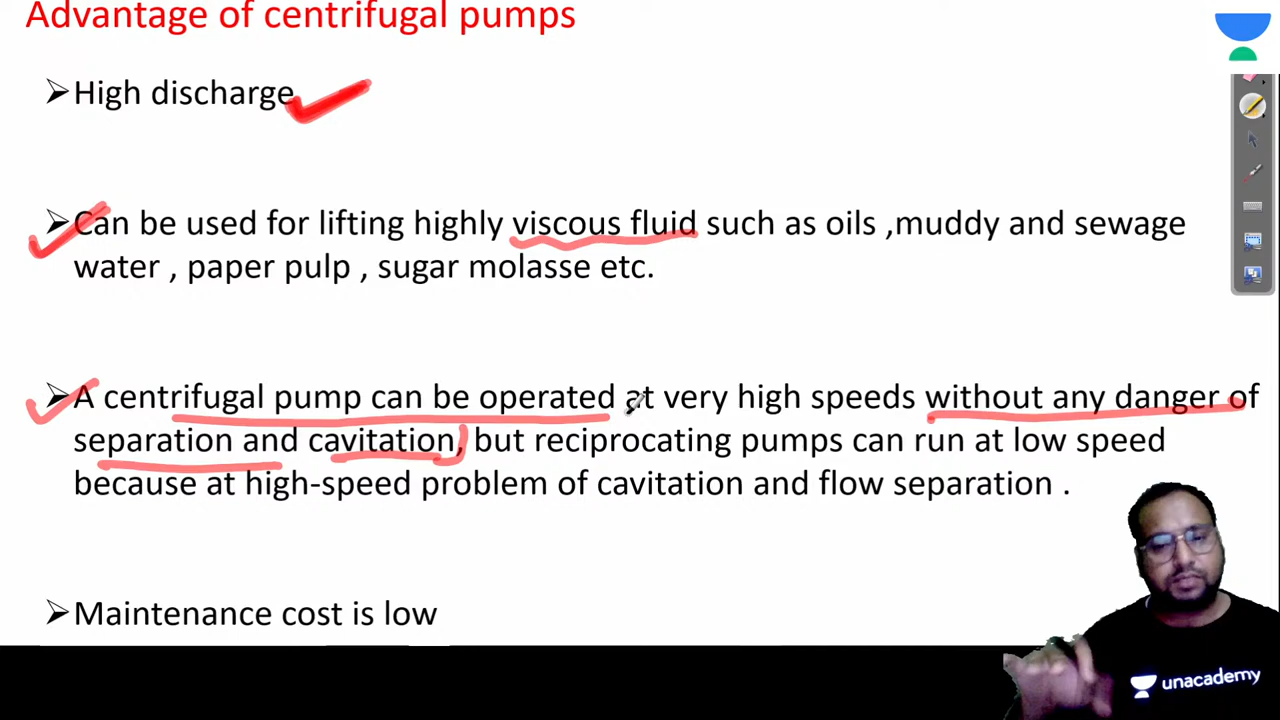 Advantage of centrifugal pumps
➢High discharge
➢Can be used for lifting highly viscous fluid such as oils ,muddy and sewage
water , paper pulp , sugar molasse etc.
➢A centrifugal pump can be operated at very high speeds without any danger of
separation and cavitation, but reciprocating pumps can run at low speed
because at high-speed problem of cavitation and flow separation .
➢Maintenance cost is low
unacademy